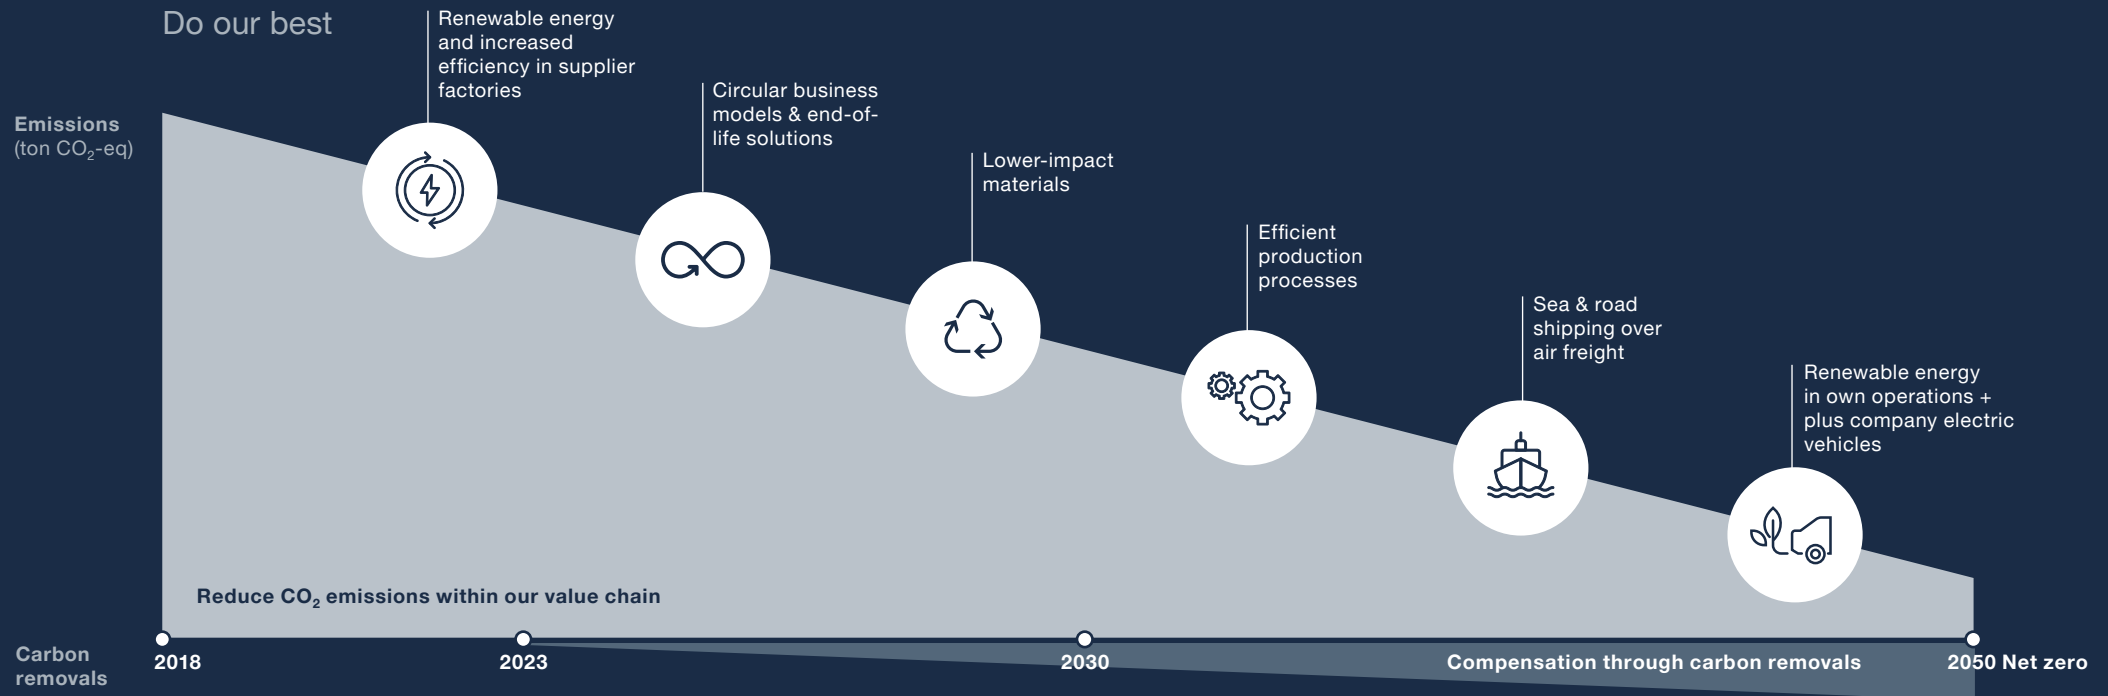 Do our best
Renewable energy
and increased
efficiency in supplier
factories
Circular business
models & end-of-
life solutions
Emissions
(ton CO₂-eq)
Lower-impact
materials
Efficient
production
processes
Sea & road
shipping over
air freight
Renewable energy
in own operations +
plus company electric
vehicles
Reduce CO₂ emissions within our value chain
Carbon
removals
2018
2023
2030
Compensation through carbon removals
2050 Net zero